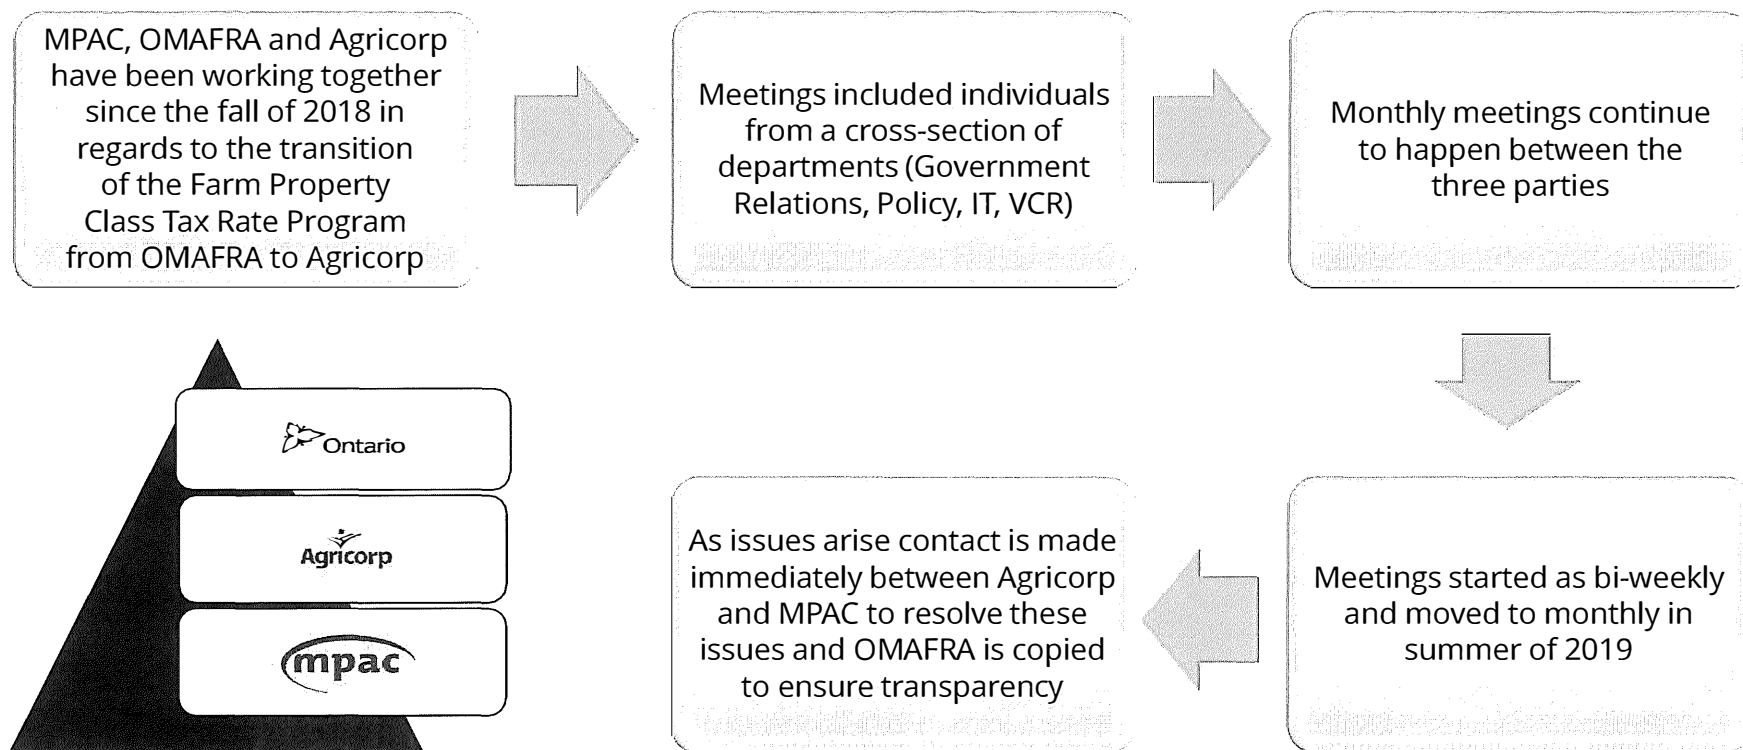 MPAC, OMAFRA and Agricorp
have been working together
since the fall of 2018 in
regards to the transition
of the Farm Property
Class Tax Rate Program
from OMAFRA to Agricorp
Meetings included individuals
from a cross-section of
departments (Government
Relations, Policy, IT, VCR)
Monthly meetings continue
to happen between the
three parties
Meetings started as bi-weekly
and moved to monthly in
summer of 2019
As issues arise contact is made
immediately between Agricorp
and MPAC to resolve these
issues and OMAFRA is copied
to ensure transparency
Ontario
Agricorp
mpac